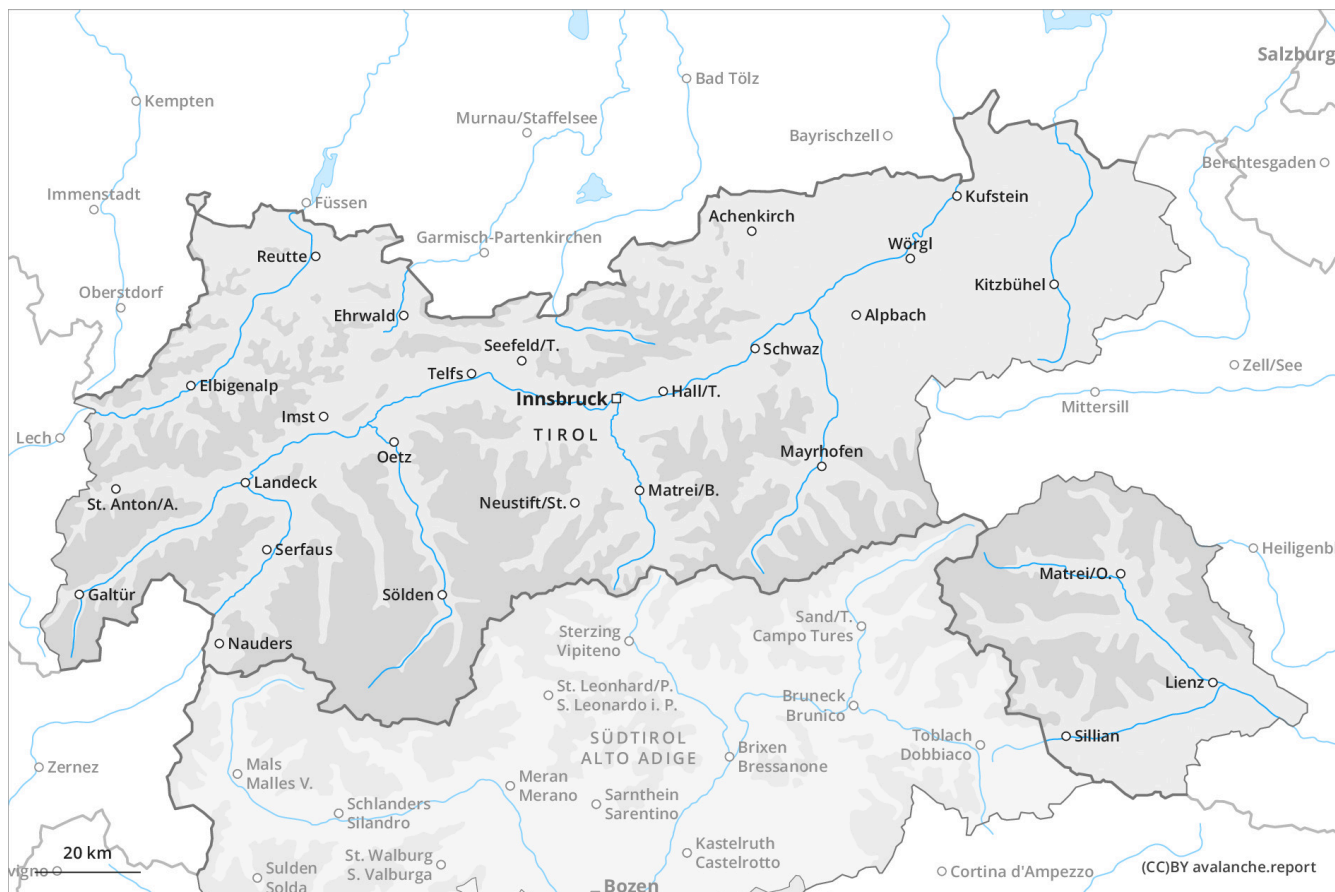 Salzburg
Bad Tölz
Kempten
Murnau/Staffelsee
Bayrischzell
Berchtesgaden
Immenstadt
Füssen
Kufstein
Achenkirch
Garmisch-Partenkirchen
Wörgl
Reutte
Kitzbühel
Oberstdorf
Ehrwald
Alpbach
Seefeld/T.
Schwaz
Zell/See
Telfs
Elbigenalp
Hall/T.
Innsbruck
Mittersill
Imst
TIROL
Lech
Oetz
Mayrhofen
Landeck
St. Anton/A.
Neustift/St.
Matrei/B.
Serfaus
Heiligenb
Matrei/O.
Galtür
Sölden
Sand/T.
Campo Tures
Sterzing
Vipiteno
Nauders
Lienz
St. Leonhard/P.
S. Leonardo i. P.
Bruneck
Brunico
Toblach
Dobbiaco
Sillian
SÜDTIROL
ALTO ADIGE
Brixen
Bressanone
Zernez
Mals
Malles V.
Meran
Merano
Schlanders
Silandro
Sarnthein
Sarentino
Kastelruth
Castelrotto
20 km
vigno
St. Walburg
S. Valburga
Sulden
Solda
Cortina d'Ampezzo
(CC)BY avalanche.report
Bozen